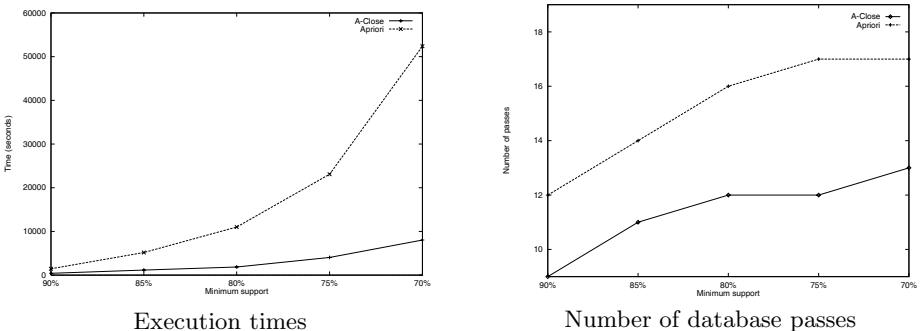 60000
50000
40000
30000
20000
10000
0
Time (seconds)
A-Close
Apriori
90%
85%
80%
75%
70%
Minimum support
Execution times
18
16
14
12
10
Number of passes
A-Close
Apriori
90%
85%
80%
75%
70%
Minimum support
Number of database passes